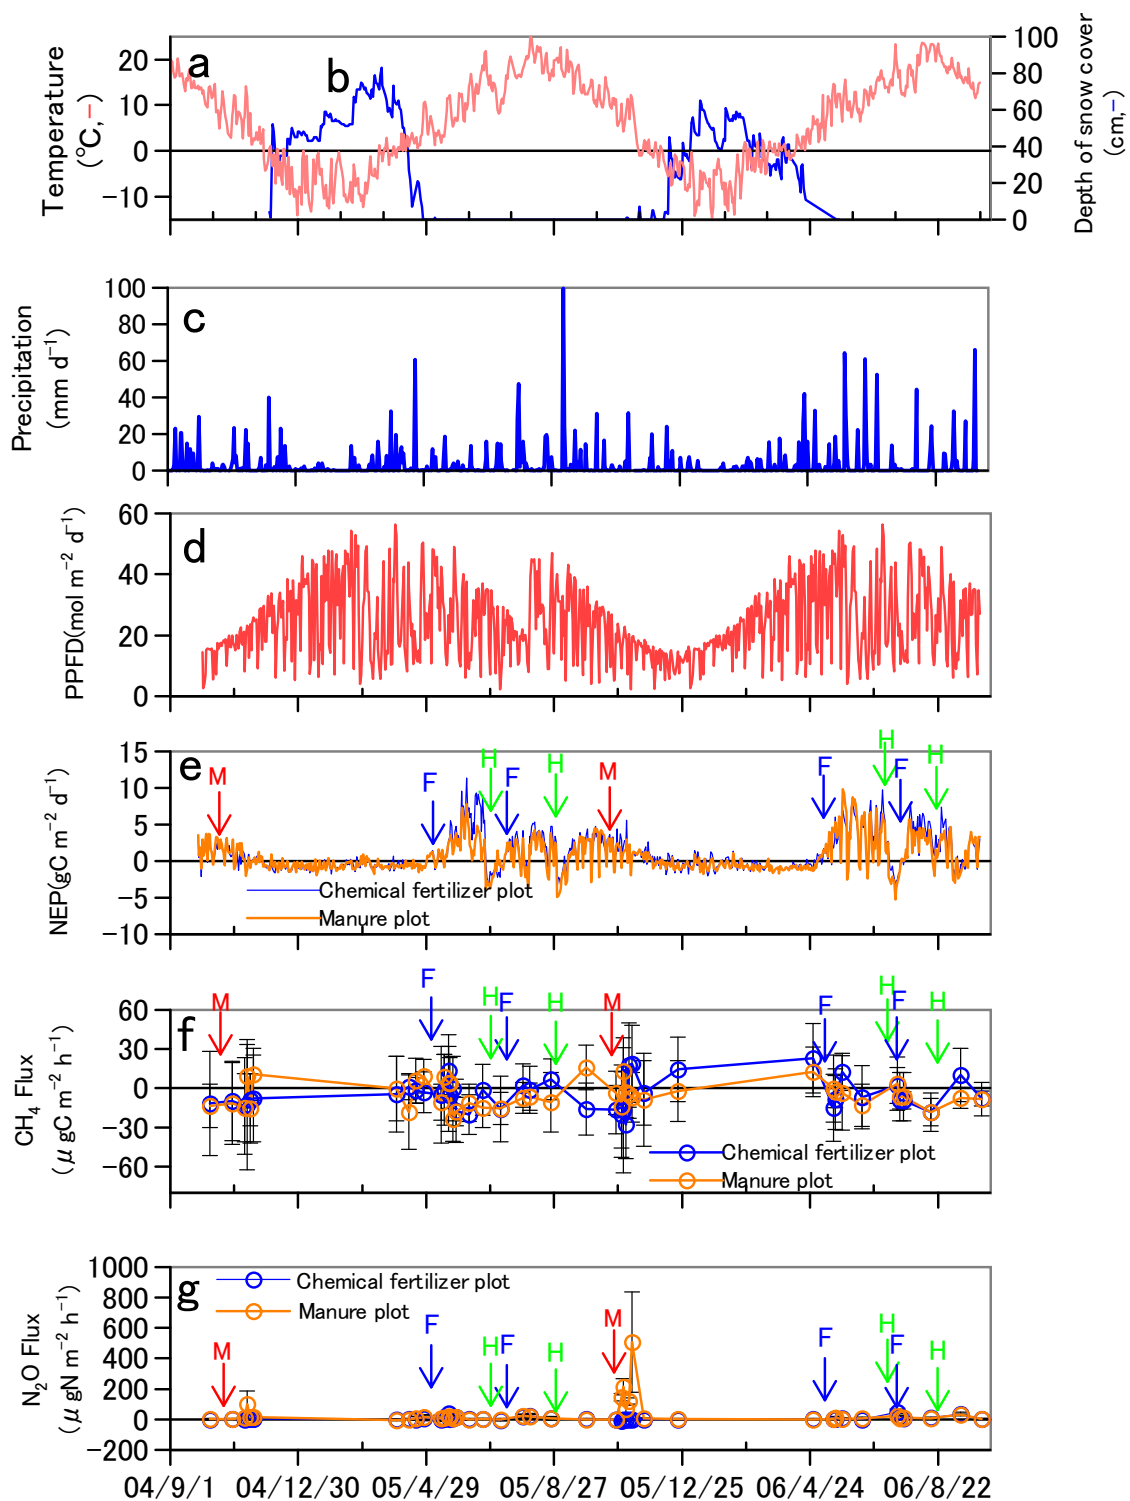 a
b
Temperature
(℃,−)
20
10
0
−10
100
80
60
40
20
0
Depth of snow cover
(cm,−)
c
Precipitation
(mm d−1)
100
80
60
40
20
0
d
PPFD(mol m−2 d−1)
60
40
20
0
e
NEP(gC m−2 d−1)
15
10
5
0
−5
−10
M
F
H
F
H
M
F
H
F
H
Chemical fertilizer plot
Manure plot
f
CH4 Flux
(μ gC m−2 h−1)
60
30
0
−30
−60
M
F
H
F
H
M
F
H
F
H
Chemical fertilizer plot
Manure plot
g
N2O Flux
(μ gN m−2 h−1)
1000
800
600
400
200
0
−200
Chemical fertilizer plot
Manure plot
M
F
H
F
H
M
F
H
F
H
04/9/1 04/12/30 05/4/29 05/8/27 05/12/25 06/4/24 06/8/22